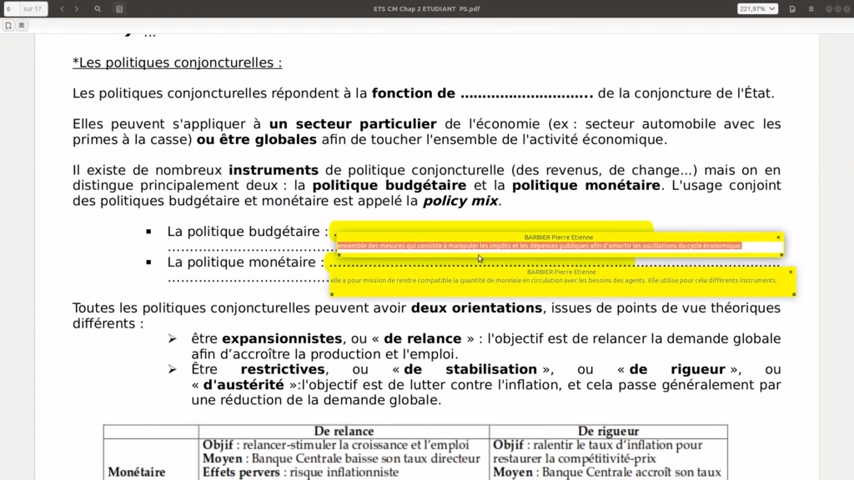 6 sur 17
ETS CM Chap 2 ETUDIANT PS.pdf
221,97%
*Les politiques conjoncturelles :
Les politiques conjoncturelles répondent à la fonction de ................................ de la conjoncture de l'État.
Elles peuvent s'appliquer à un secteur particulier de l'économie (ex : secteur automobile avec les
primes à la casse) ou être globales afin de toucher l'ensemble de l'activité économique.
Il existe de nombreux instruments de politique conjoncturelle (des revenus, de change...) mais on en
distingue principalement deux : la politique budgétaire et la politique monétaire. L'usage conjoint
des politiques budgétaire et monétaire est appelé la policy mix.
▪ La politique budgétaire :
BARBIER Pierre Etienne
ensemble des mesures qui consiste à manipuler les impôts et les dépenses publiques afin d'amortir les oscillations du cycle économique.
▪ La politique monétaire :
BARBIER Pierre Etienne
elle a pour mission de rendre compatible la quantité de monnaie en circulation avec les besoins des agents. Elle utilise pour cela différents instruments.
Toutes les politiques conjoncturelles peuvent avoir deux orientations, issues de points de vue théoriques
différents :
➢ être expansionnistes, ou « de relance » : l'objectif est de relancer la demande globale
afin d'accroître la production et l'emploi.
➢ Être restrictives, ou « de stabilisation », ou « de rigueur », ou
« d'austérité »:l'objectif est de lutter contre l'inflation, et cela passe généralement par
une réduction de la demande globale.
De relance De rigueur
Monétaire
Objif : relancer-stimuler la croissance et l'emploi
Moyen : Banque Centrale baisse son taux directeur
Effets pervers : risque inflationniste
Objif : ralentir le taux d'inflation pour
restaurer la compétitivité-prix
Moyen : Banque Centrale accroît son taux